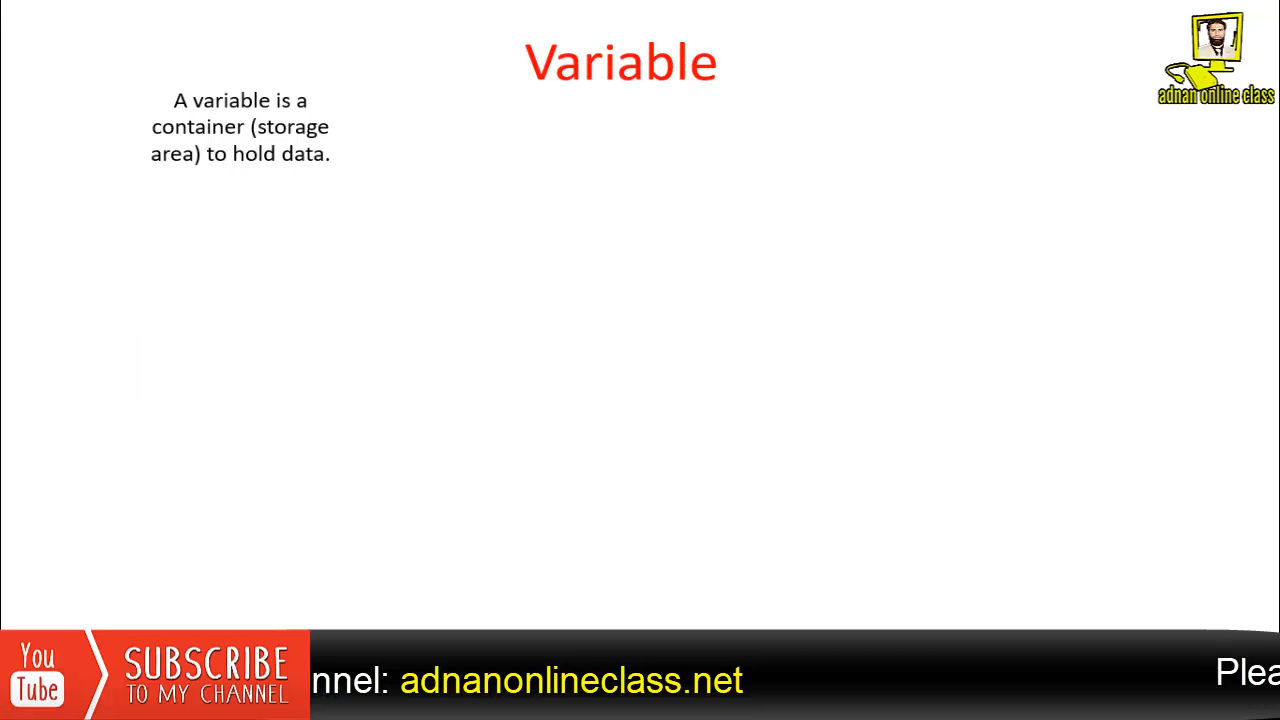 Variable
A variable is a
container (storage
area) to hold data.
adnan online class
You
Tube
SUBSCRIBE
TO MY CHANNEL
nnel: adnanonlineclass.net
Plea